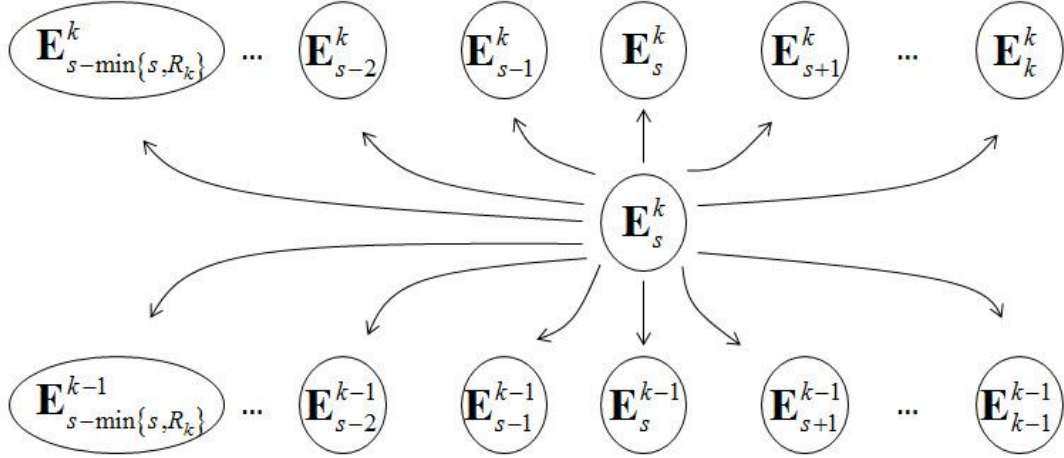 E^k_{s−min{s,R_k}} ... E^k_{s−2} E^k_{s−1} E^k_s E^k_{s+1} ... E^k_k
E^k_s
E^{k−1}_{s−min{s,R_k}} ... E^{k−1}_{s−2} E^{k−1}_{s−1} E^{k−1}_s E^{k−1}_{s+1} ... E^{k−1}_{k−1}